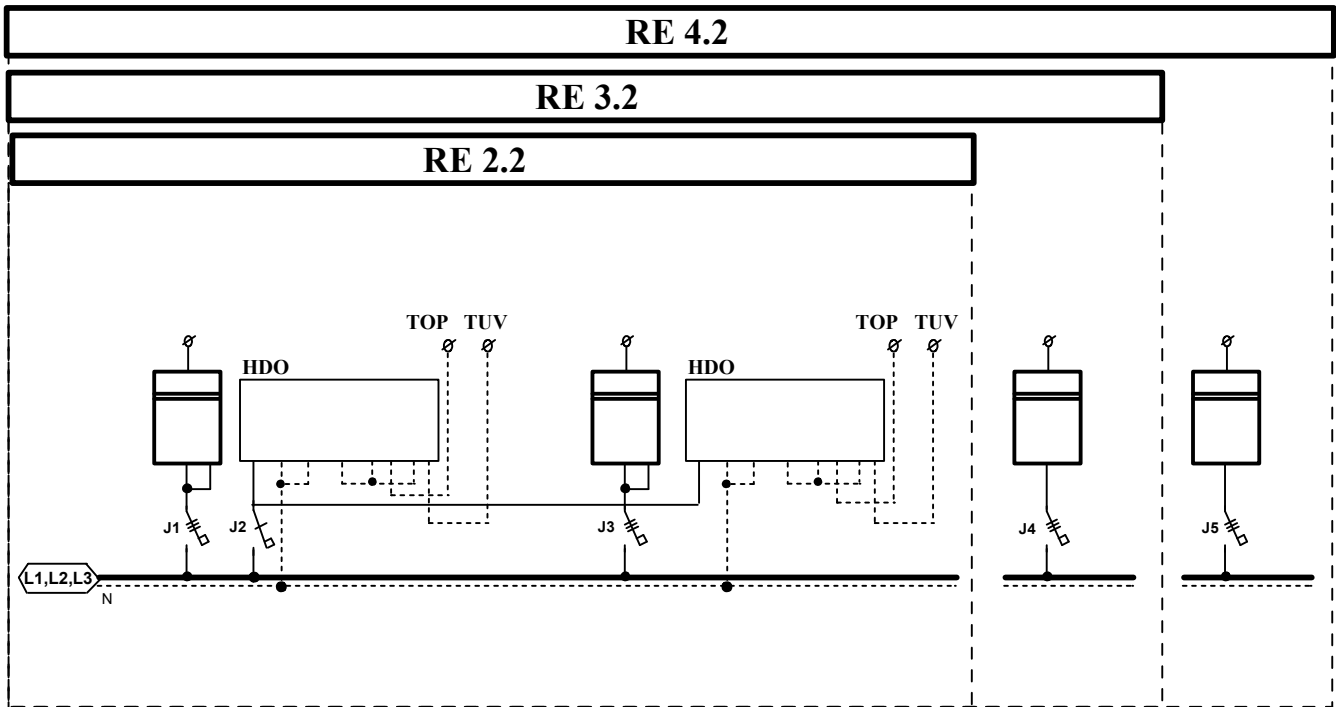 RE 4.2
RE 3.2
RE 2.2
TOP TUV
TOP TUV
HDO
HDO
J1
J2
J3
J4
J5
L1,L2,L3
N